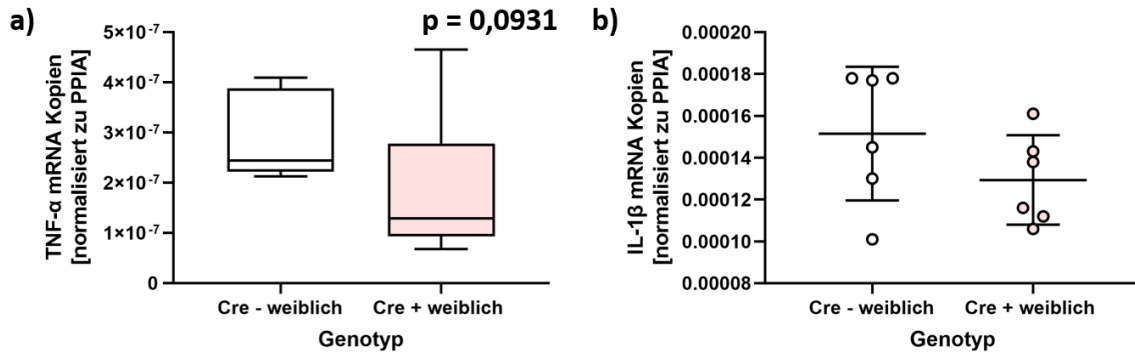 a)
p = 0,0931
TNF-α mRNA Kopien
[normalisiert zu PPIA]
5×10⁻⁷
4×10⁻⁷
3×10⁻⁷
2×10⁻⁷
1×10⁻⁷
0
Cre - weiblich Cre + weiblich
Genotyp
b)
IL-1β mRNA Kopien
[normalisiert zu PPIA]
0.00020
0.00018
0.00016
0.00014
0.00012
0.00010
0.00008
Cre - weiblich Cre + weiblich
Genotyp